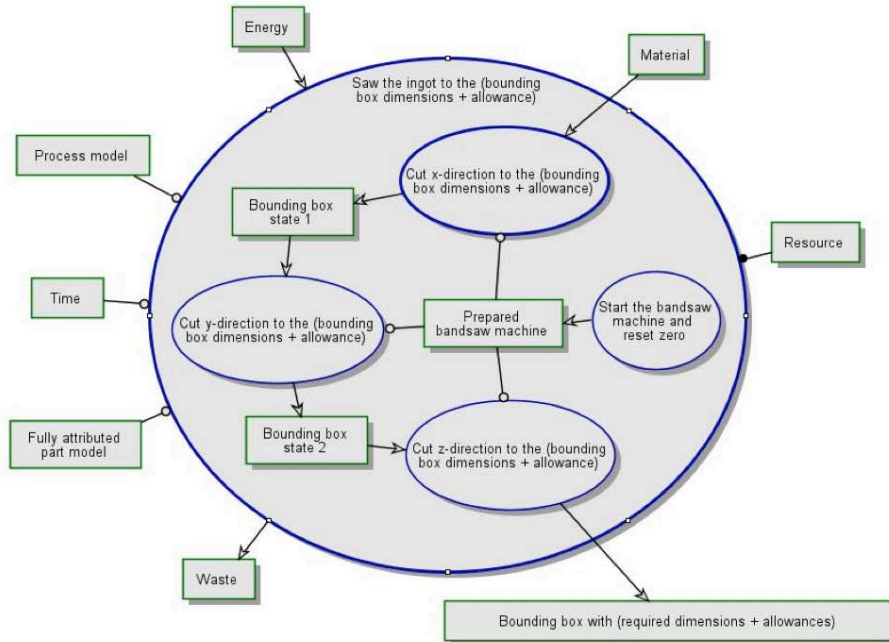 Energy
Material
Saw the ingot to the (bounding
box dimensions + allowance)
Process model
Cut x-direction to the (bounding
box dimensions + allowance)
Bounding box
state 1
Resource
Time
Cut y-direction to the (bounding
box dimensions + allowance)
Prepared
bandsaw machine
Start the bandsaw
machine and
reset zero
Fully attributed
part model
Bounding box
state 2
Cut z-direction to the (bounding
box dimensions + allowance)
Waste
Bounding box with (required dimensions + allowances)